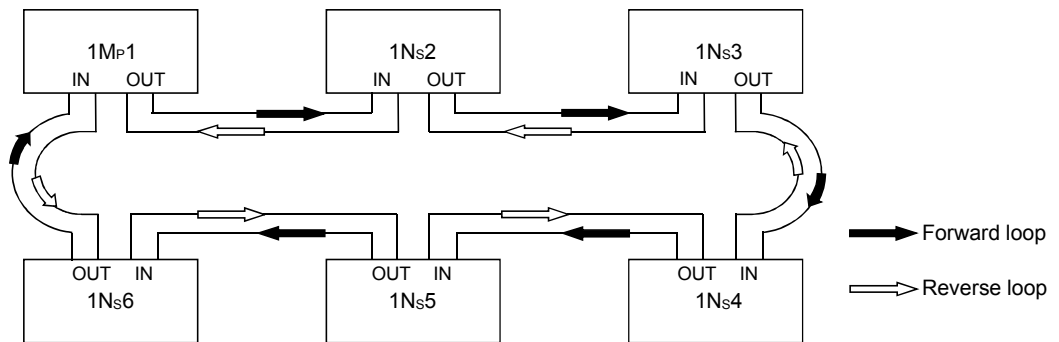 1MP1 1NS2 1NS3
IN OUT IN OUT IN OUT
Forward loop
OUT IN OUT IN OUT IN
Reverse loop
1NS6 1NS5 1NS4